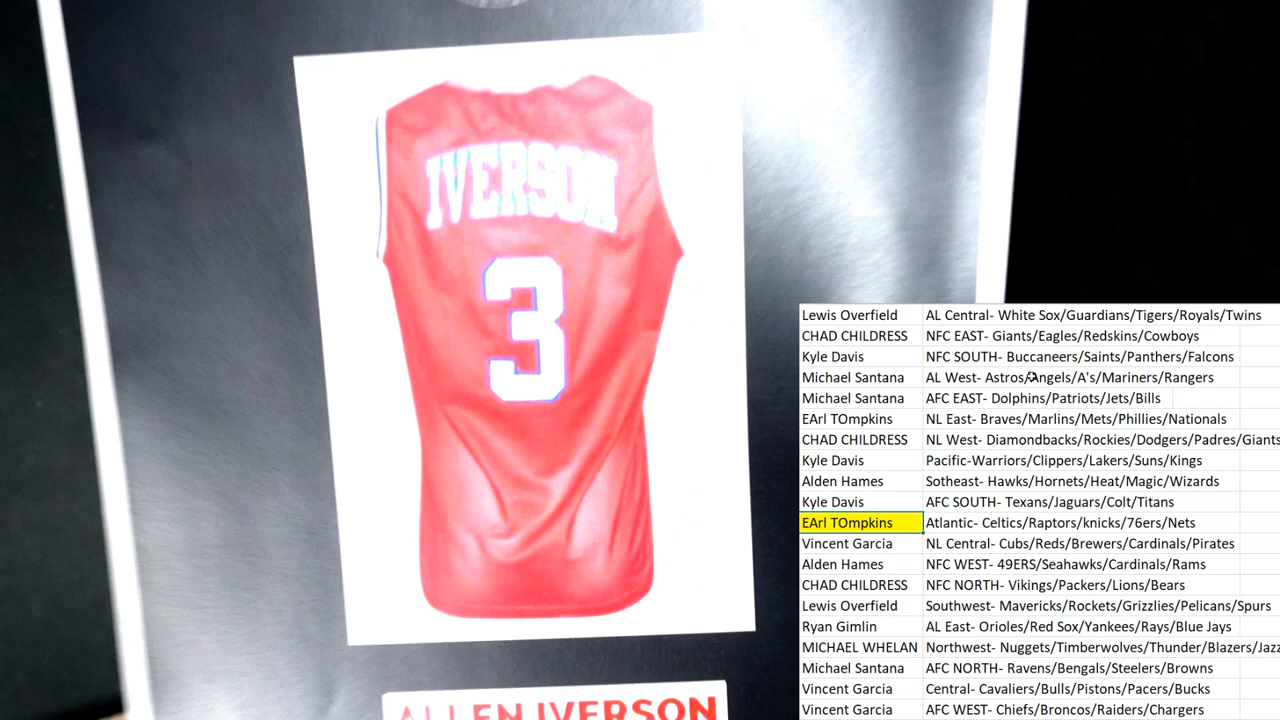 IVERSON
3
ALLEN IVERSON
Lewis Overfield AL Central- White Sox/Guardians/Tigers/Royals/Twins
CHAD CHILDRESS NFC EAST- Giants/Eagles/Redskins/Cowboys
Kyle Davis NFC SOUTH- Buccaneers/Saints/Panthers/Falcons
Michael Santana AL West- Astros/Angels/A's/Mariners/Rangers
Michael Santana AFC EAST- Dolphins/Patriots/Jets/Bills
EArl TOmpkins NL East- Braves/Marlins/Mets/Phillies/Nationals
CHAD CHILDRESS NL West- Diamondbacks/Rockies/Dodgers/Padres/Giants
Kyle Davis Pacific-Warriors/Clippers/Lakers/Suns/Kings
Alden Hames Sotheast- Hawks/Hornets/Heat/Magic/Wizards
Kyle Davis AFC SOUTH- Texans/Jaguars/Colt/Titans
EArl TOmpkins Atlantic- Celtics/Raptors/knicks/76ers/Nets
Vincent Garcia NL Central- Cubs/Reds/Brewers/Cardinals/Pirates
Alden Hames NFC WEST- 49ERS/Seahawks/Cardinals/Rams
CHAD CHILDRESS NFC NORTH- Vikings/Packers/Lions/Bears
Lewis Overfield Southwest- Mavericks/Rockets/Grizzlies/Pelicans/Spurs
Ryan Gimlin AL East- Orioles/Red Sox/Yankees/Rays/Blue Jays
MICHAEL WHELAN Northwest- Nuggets/Timberwolves/Thunder/Blazers/Jazz
Michael Santana AFC NORTH- Ravens/Bengals/Steelers/Browns
Vincent Garcia Central- Cavaliers/Bulls/Pistons/Pacers/Bucks
Vincent Garcia AFC WEST- Chiefs/Broncos/Raiders/Chargers